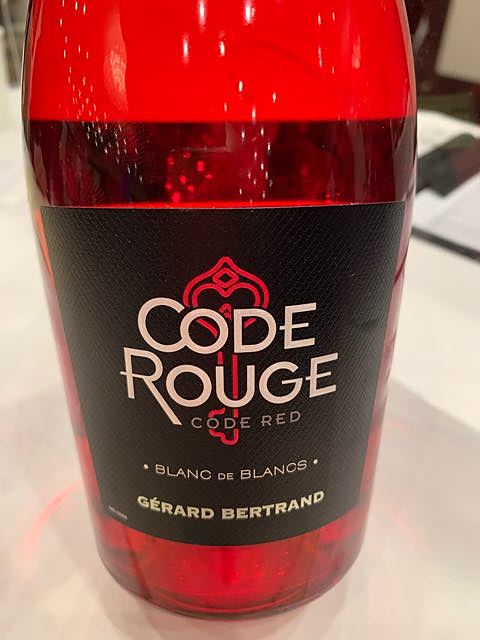 CODE
ROUGE
CODE RED
• BLANC DE BLANCS •
GÉRARD BERTRAND